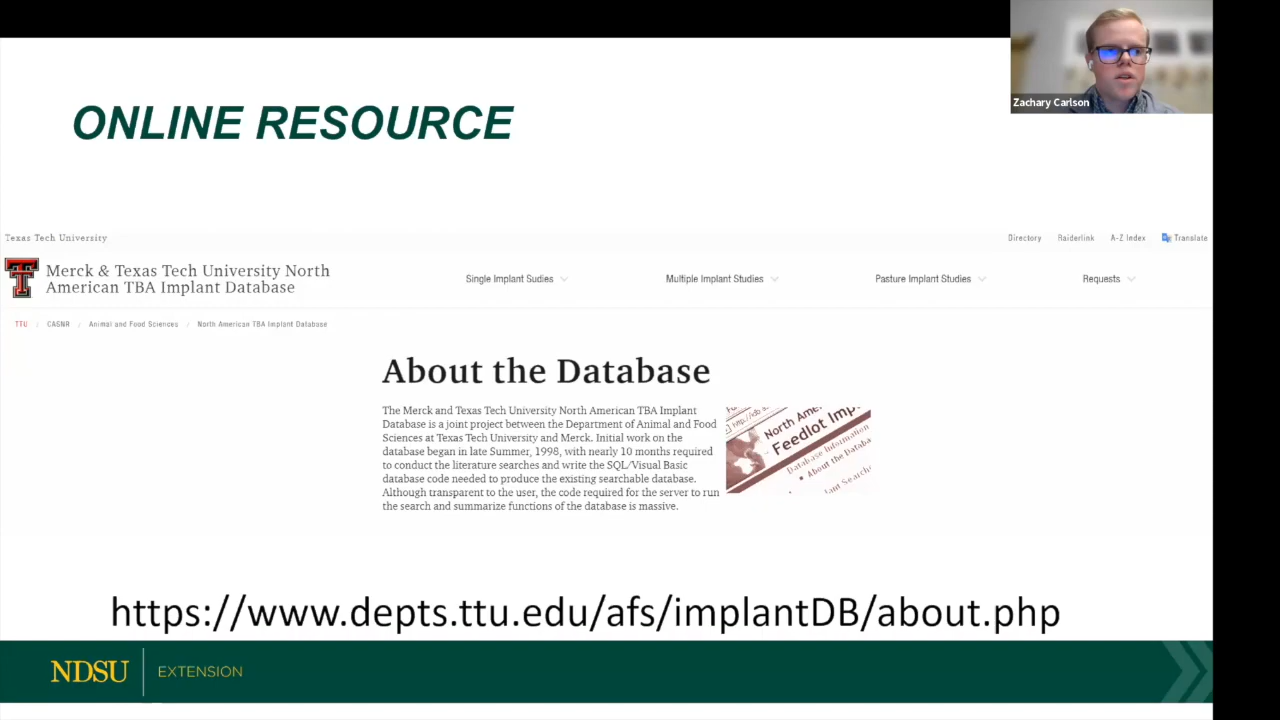 Zachary Carlson
ONLINE RESOURCE
Texas Tech University
Directory Raiderlink A-Z Index Translate
Merck & Texas Tech University North
American TBA Implant Database
Single Implant Sudies Multiple Implant Studies Pasture Implant Studies Requests
TTU / CASNR / Animal and Food Sciences / North American TBA Implant Database
About the Database
The Merck and Texas Tech University North American TBA Implant
Database is a joint project between the Department of Animal and Food
Sciences at Texas Tech University and Merck. Initial work on the
database began in late Summer, 1998, with nearly 10 months required
to conduct the literature searches and write the SQL/Visual Basic
database code needed to produce the existing searchable database.
Although transparent to the user, the code required for the server to run
the search and summarize functions of the database is massive.
North Ame
Feedlot Imp
Database Information
• About the Databa
https://www.depts.ttu.edu/afs/implantDB/about.php
NDSU EXTENSION